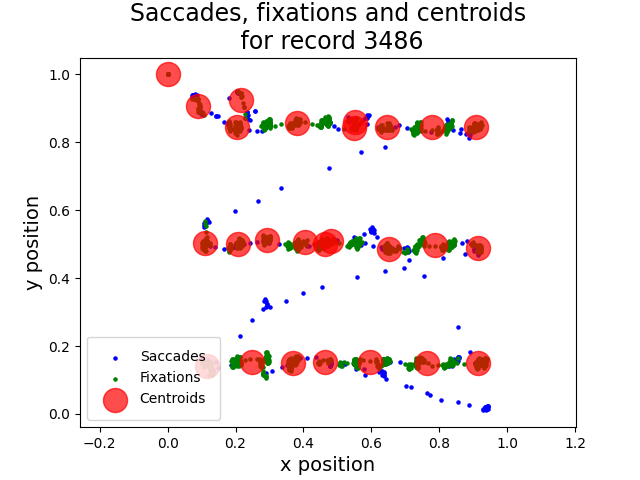 Saccades, fixations and centroids
for record 3486
1.0
0.8
0.6
0.4
0.2
0.0
y position
Saccades
Fixations
Centroids
−0.2
0.0
0.2
0.4
0.6
0.8
1.0
1.2
x position